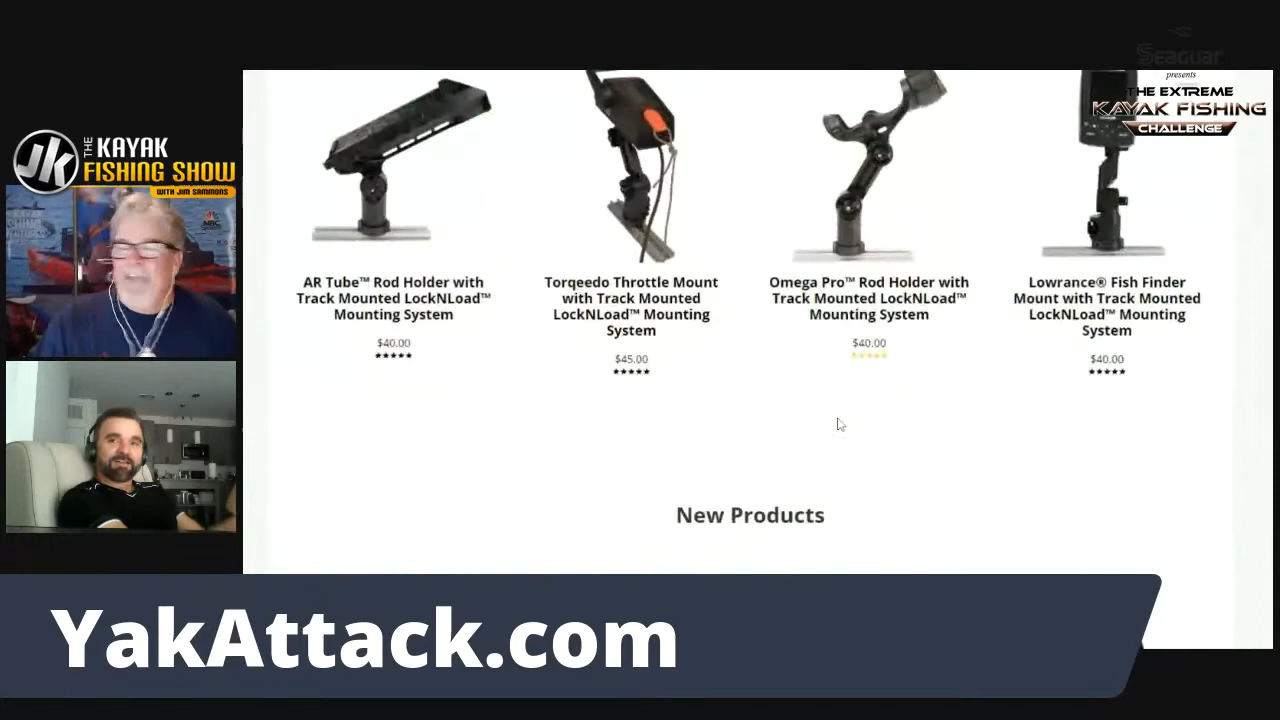 Seaguar
presents
THE EXTREME
KAYAK FISHING
CHALLENGE
JK
THE KAYAK
FISHING SHOW
WITH JIM SAMMONS
NBC
AR Tube™ Rod Holder with
Track Mounted LockNLoad™
Mounting System
$40.00
Torqeedo Throttle Mount
with Track Mounted
LockNLoad™ Mounting
System
$45.00
Omega Pro™ Rod Holder with
Track Mounted LockNLoad™
Mounting System
$40.00
Lowrance® Fish Finder
Mount with Track Mounted
LockNLoad™ Mounting
System
$40.00
New Products
YakAttack.com